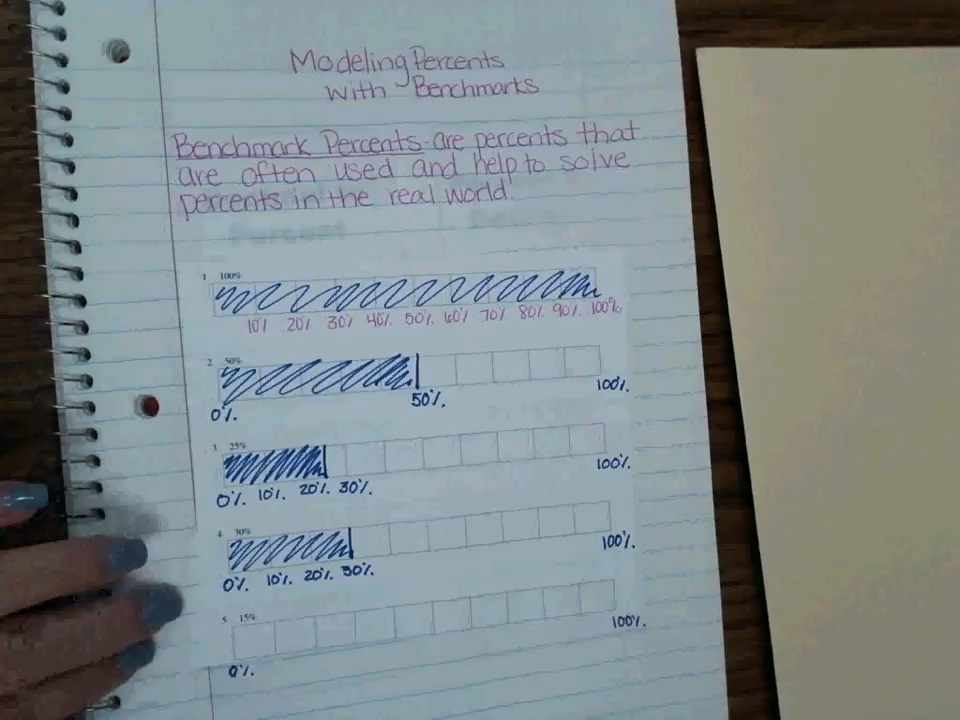 Modeling Percents
with Benchmarks
Benchmark Percents are percents that
are often used and help to solve
percents in the real world!
1 100%
10% 20% 30% 40% 50% 60% 70% 80% 90% 100%
2 50%
0% 50% 100%
3 25%
0% 10% 20% 30% 100%
4 30%
0% 10% 20% 30% 100%
5 15%
0% 100%